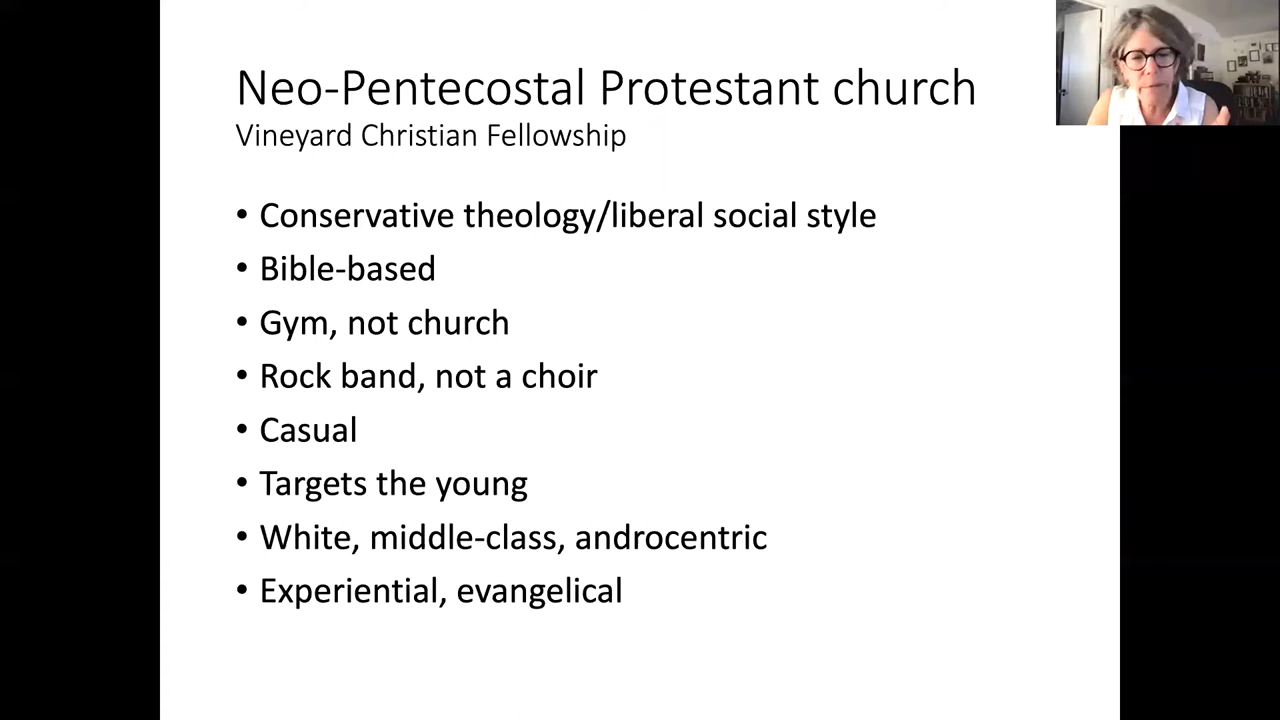 Neo-Pentecostal Protestant church
Vineyard Christian Fellowship
• Conservative theology/liberal social style
• Bible-based
• Gym, not church
• Rock band, not a choir
• Casual
• Targets the young
• White, middle-class, androcentric
• Experiential, evangelical